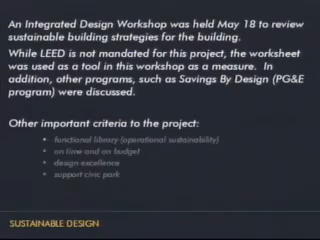 An Integrated Design Workshop was held May 18 to review
sustainable building strategies for the building.
While LEED is not mandated for this project, the worksheet
was used as a tool in this workshop as a measure. In
addition, other programs, such as Savings By Design (PG&E
program) were discussed.
Other important criteria to the project:
• functional library (operational sustainability)
• on time and on budget
• design excellence
• support civic park
SUSTAINABLE DESIGN